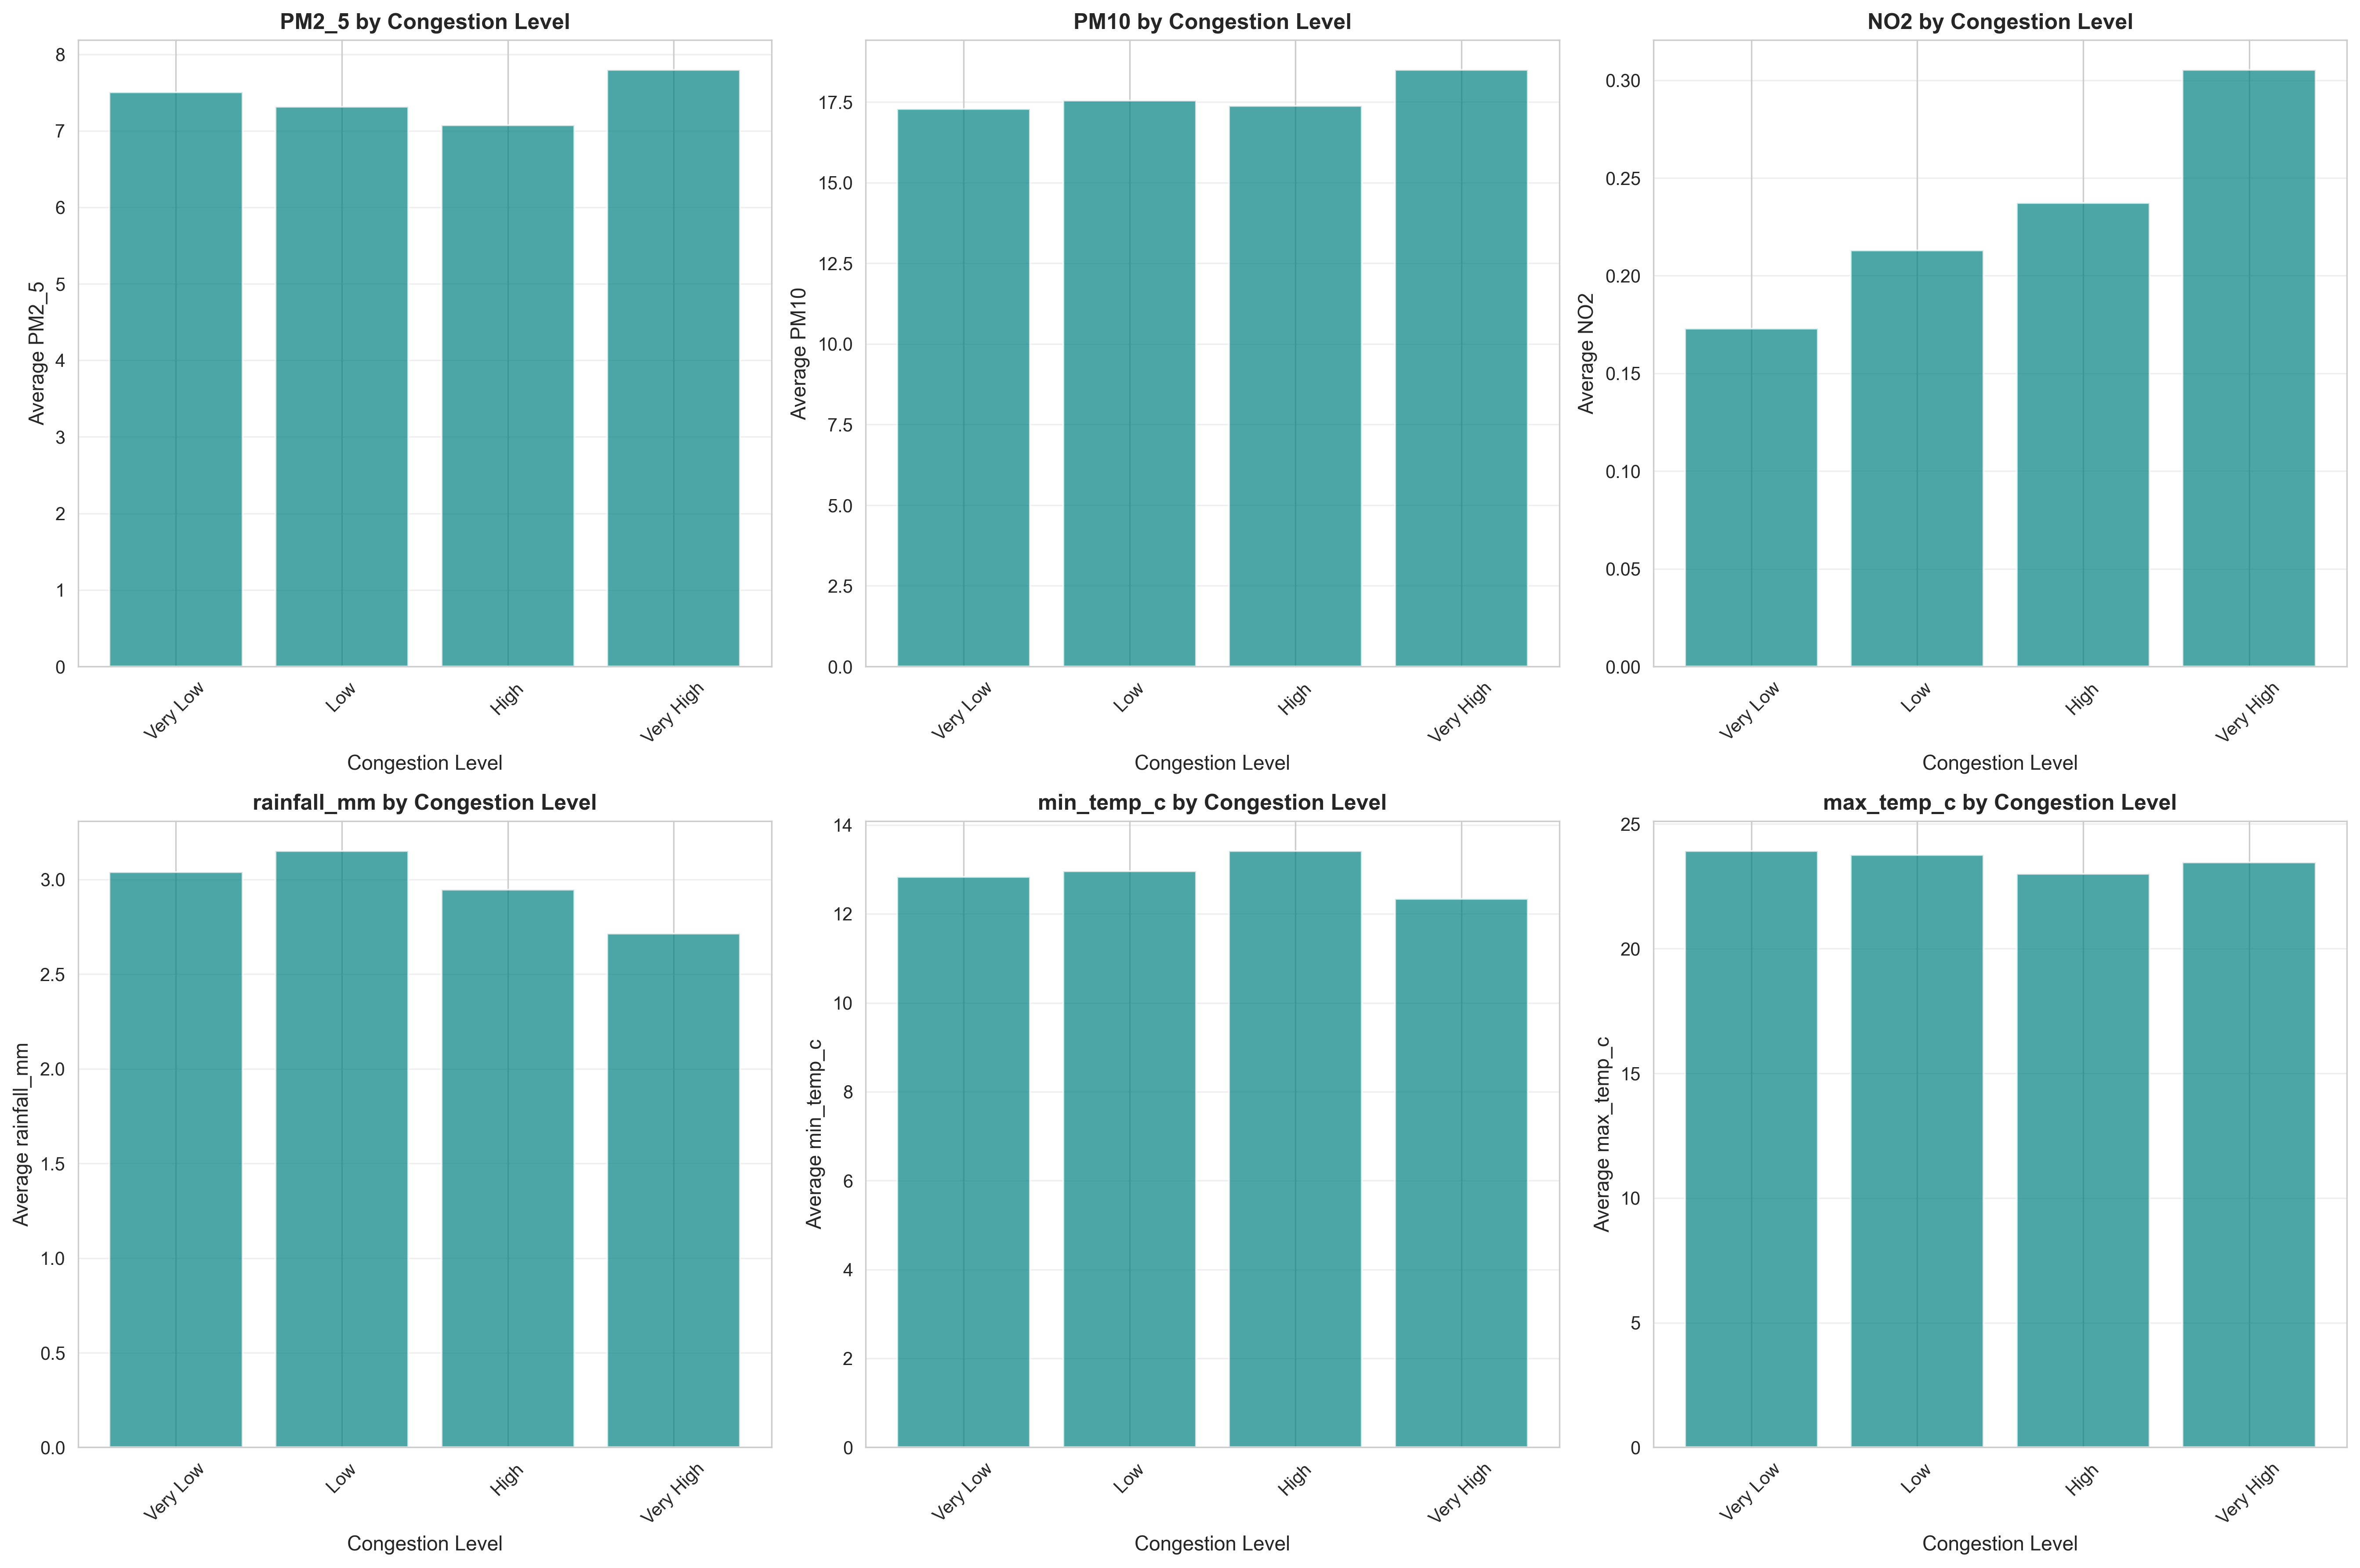 PM2_5 by Congestion Level
8
7
6
5
4
3
2
1
0
Average PM2_5
Very Low
Low
High
Very High
Congestion Level
PM10 by Congestion Level
17.5
15.0
12.5
10.0
7.5
5.0
2.5
0.0
Average PM10
Very Low
Low
High
Very High
Congestion Level
NO2 by Congestion Level
0.30
0.25
0.20
0.15
0.10
0.05
0.00
Average NO2
Very Low
Low
High
Very High
Congestion Level
rainfall_mm by Congestion Level
3.0
2.5
2.0
1.5
1.0
0.5
0.0
Average rainfall_mm
Very Low
Low
High
Very High
Congestion Level
min_temp_c by Congestion Level
14
12
10
8
6
4
2
0
Average min_temp_c
Very Low
Low
High
Very High
Congestion Level
max_temp_c by Congestion Level
25
20
15
10
5
0
Average max_temp_c
Very Low
Low
High
Very High
Congestion Level